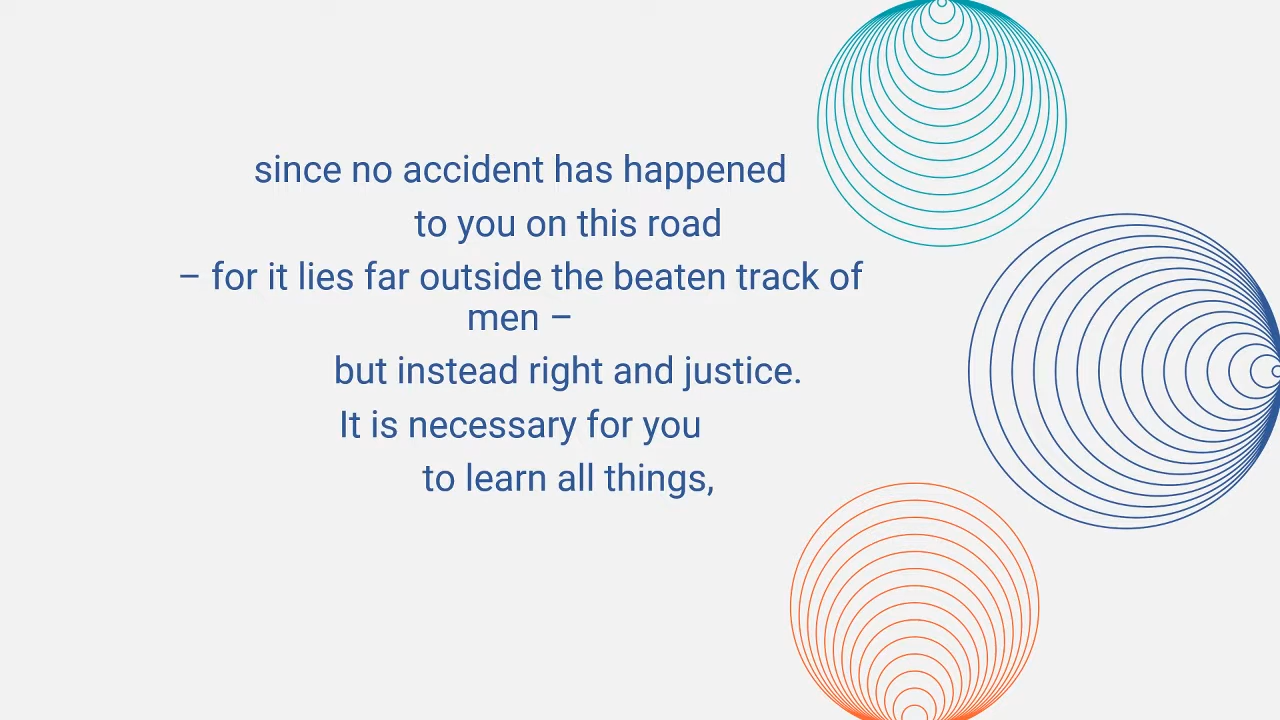 since no accident has happened
to you on this road
– for it lies far outside the beaten track of
men –
but instead right and justice.
It is necessary for you
to learn all things,